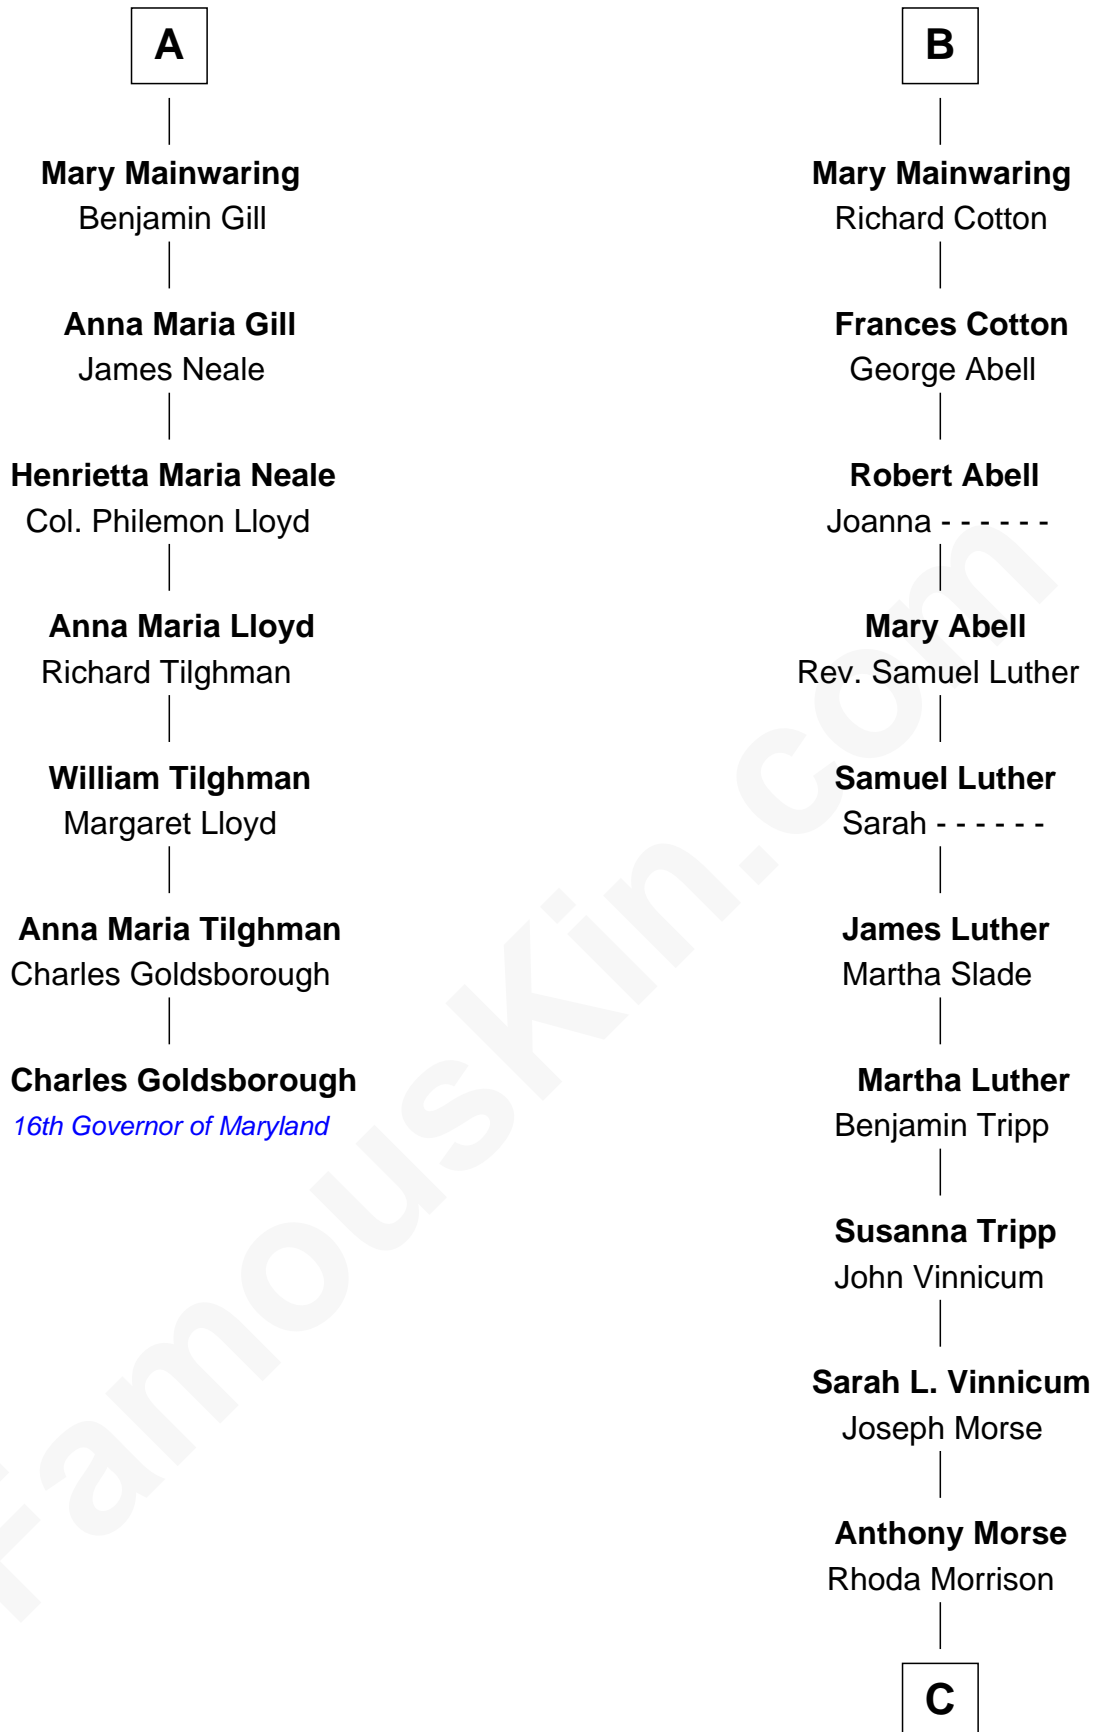 A
Mary Mainwaring
Benjamin Gill
Anna Maria Gill
James Neale
Henrietta Maria Neale
Col. Philemon Lloyd
Anna Maria Lloyd
Richard Tilghman
William Tilghman
Margaret Lloyd
Anna Maria Tilghman
Charles Goldsborough
Charles Goldsborough
16th Governor of Maryland
B
Mary Mainwaring
Richard Cotton
Frances Cotton
George Abell
Robert Abell
Joanna - - - - - -
Mary Abell
Rev. Samuel Luther
Samuel Luther
Sarah - - - - - -
James Luther
Martha Slade
Martha Luther
Benjamin Tripp
Susanna Tripp
John Vinnicum
Sarah L. Vinnicum
Joseph Morse
Anthony Morse
Rhoda Morrison
C
FamousKin.com